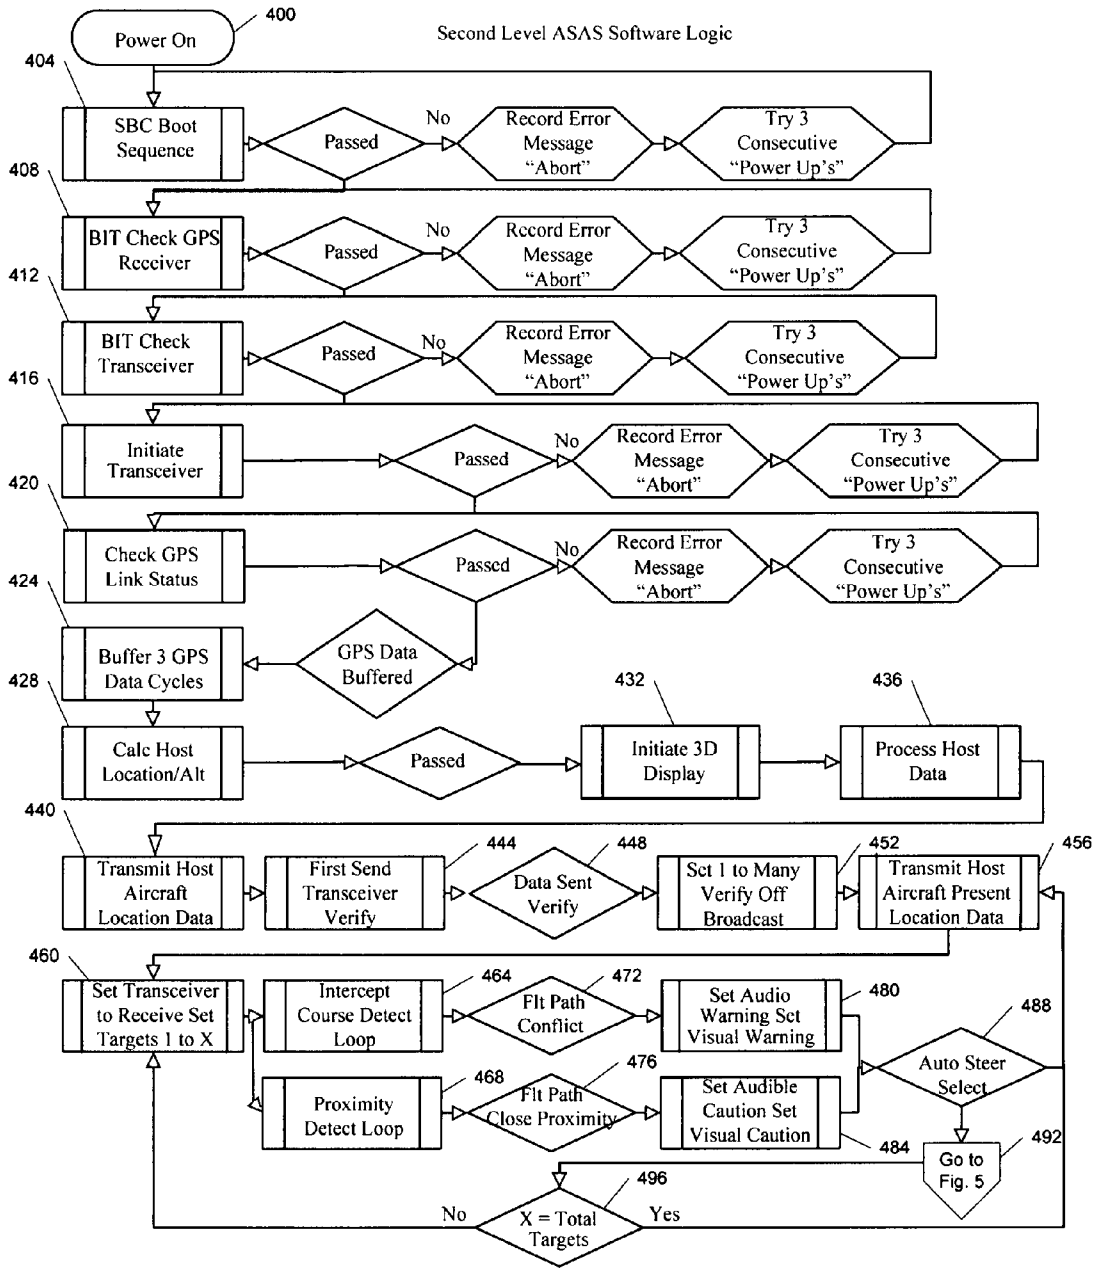 400
Power On
Second Level ASAS Software Logic
404
SBC Boot
Sequence
Passed
No
Record Error
Message
“Abort”
Try 3
Consecutive
“Power Up's”
408
BIT Check GPS
Receiver
Passed
No
Record Error
Message
“Abort”
Try 3
Consecutive
“Power Up's”
412
BIT Check
Transceiver
Passed
No
Record Error
Message
“Abort”
Try 3
Consecutive
“Power Up's”
416
Initiate
Transceiver
Passed
No
Record Error
Message
“Abort”
Try 3
Consecutive
“Power Up's”
420
Check GPS
Link Status
Passed
No
Record Error
Message
“Abort”
Try 3
Consecutive
“Power Up's”
424
Buffer 3 GPS
Data Cycles
GPS Data
Buffered
428
Calc Host
Location/Alt
Passed
432
Initiate 3D
Display
436
Process Host
Data
440
Transmit Host
Aircraft
Location Data
444
First Send
Transceiver
Verify
448
Data Sent
Verify
452
Set 1 to Many
Verify Off
Broadcast
456
Transmit Host
Aircraft Present
Location Data
460
Set Transceiver
to Receive Set
Targets 1 to X
464
Intercept
Course Detect
Loop
472
Flt Path
Conflict
480
Set Audio
Warning Set
Visual Warning
488
Auto Steer
Select
468
Proximity
Detect Loop
476
Flt Path
Close Proximity
484
Set Audible
Caution Set
Visual Caution
492
Go to
Fig. 5
496
No
X = Total
Targets
Yes